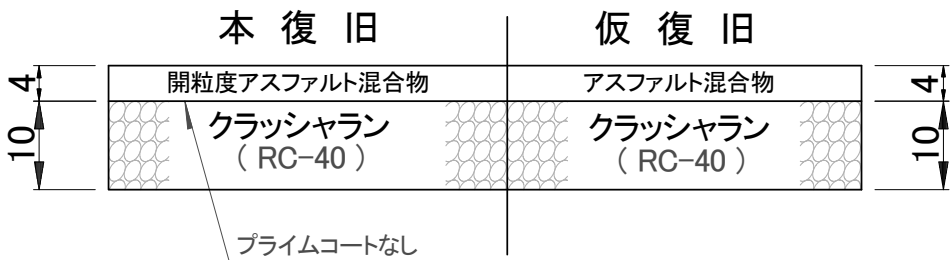 本復旧 仮復旧
4 開粒度アスファルト混合物 アスファルト混合物 4
10 クラッシャラン クラッシャラン 10
( RC-40 ) ( RC-40 )
プライムコートなし